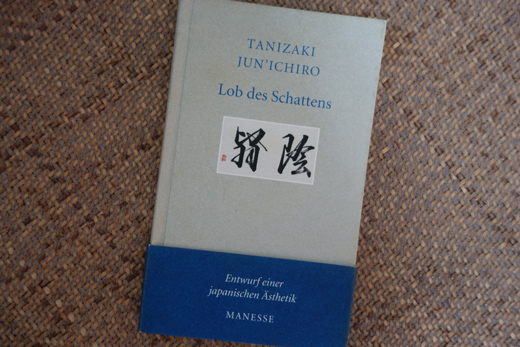 TANIZAKI
JUN'ICHIRO
Lob des Schattens
陰翳
Entwurf einer
japanischen Ästhetik
MANESSE